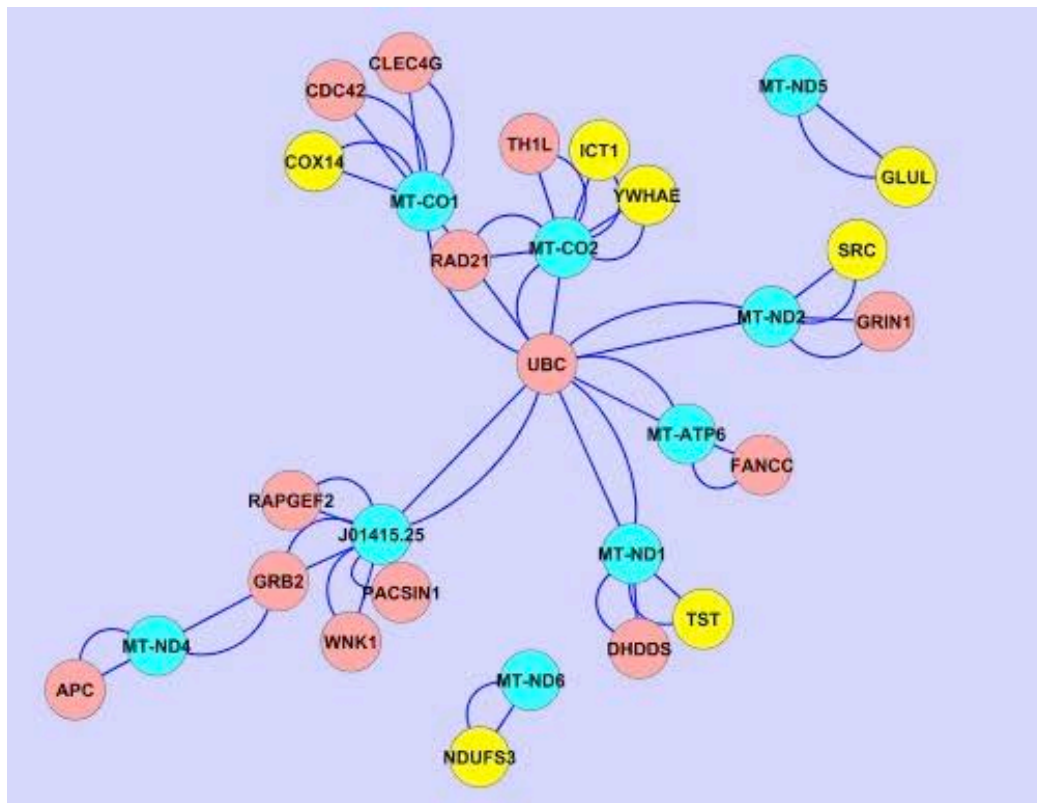 CLEC4G
MT-ND5
CDC42
TH1L
ICT1
COX14
GLUL
YWHAE
MT-CO1
MT-CO2
SRC
RAD21
MT-ND2
GRIN1
UBC
MT-ATP6
FANCC
RAPGEF2
J01415.25
MT-ND1
GRB2
PACSIN1
TST
WNK1
MT-ND4
DHDDS
MT-ND6
APC
NDUFS3